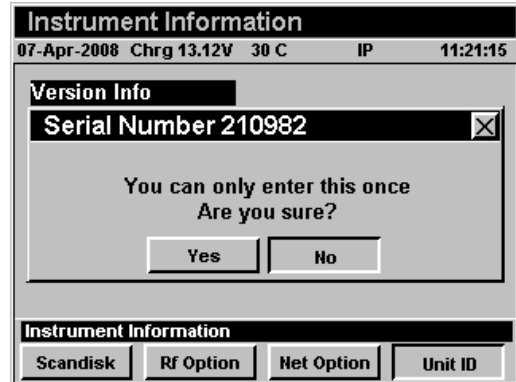 Instrument Information
07-Apr-2008 Chrg 13.12V 30 C IP 11:21:15
Version Info
Serial Number 210982
You can only enter this once
Are you sure?
Yes No
Instrument Information
Scandisk Rf Option Net Option Unit ID